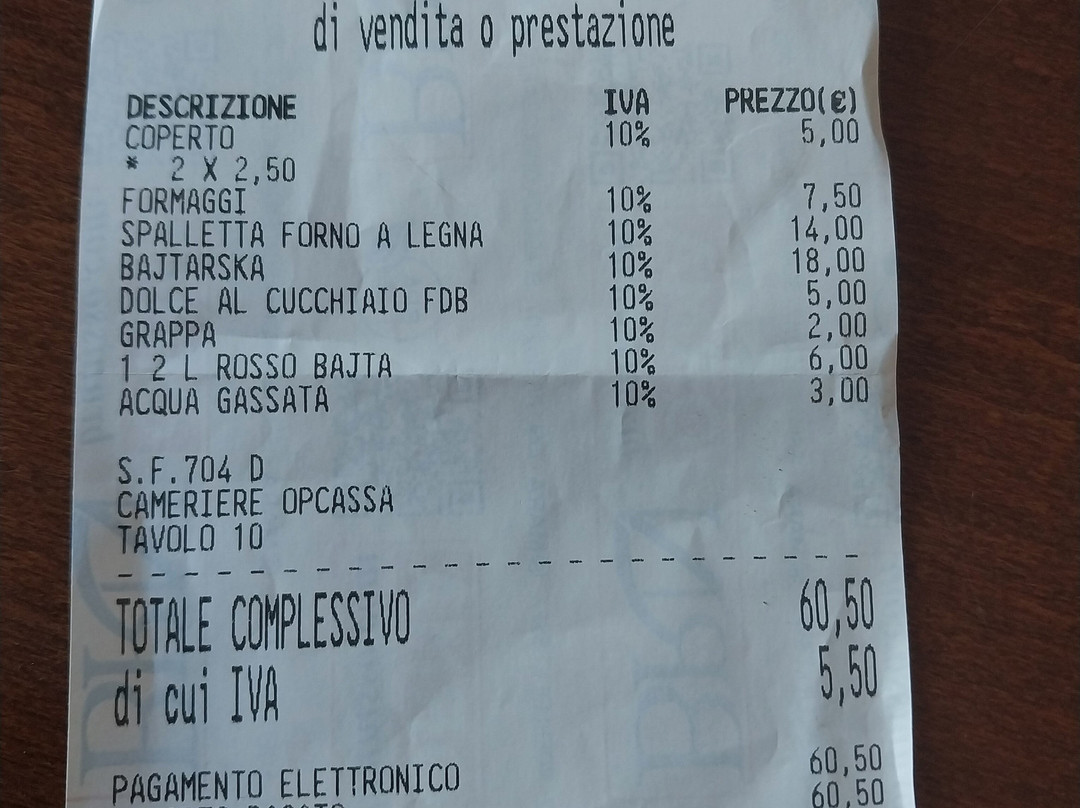 di vendita o prestazione
DESCRIZIONE IVA PREZZO(€)
COPERTO 10% 5,00
* 2 X 2,50
FORMAGGI 10% 7,50
SPALLETTA FORNO A LEGNA 10% 14,00
BAJTARSKA 10% 18,00
DOLCE AL CUCCHIAIO FDB 10% 5,00
GRAPPA 10% 2,00
1 2 L ROSSO BAJTA 10% 6,00
ACQUA GASSATA 10% 3,00
S.F.704 D
CAMERIERE OPCASSA
TAVOLO 10
TOTALE COMPLESSIVO 60,50
di cui IVA 5,50
PAGAMENTO ELETTRONICO 60,50
60,50